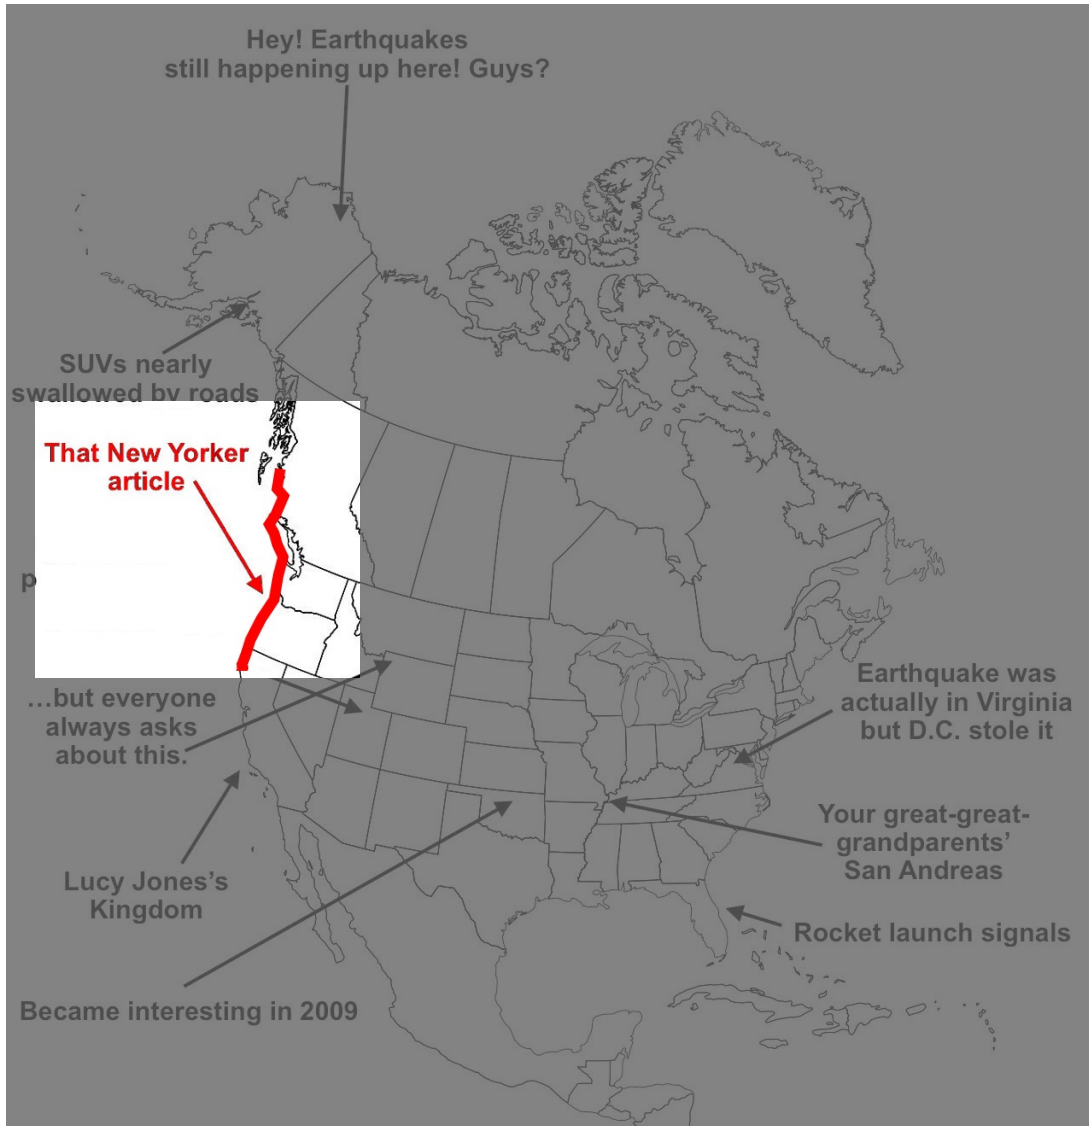 Hey! Earthquakes
still happening up here! Guys?
SUVs nearly
swallowed by roads
That New Yorker
article
p
…but everyone
always asks
about this.
Earthquake was
actually in Virginia
but D.C. stole it
Your great-great-
grandparents’
San Andreas
Lucy Jones’s
Kingdom
Rocket launch signals
Became interesting in 2009